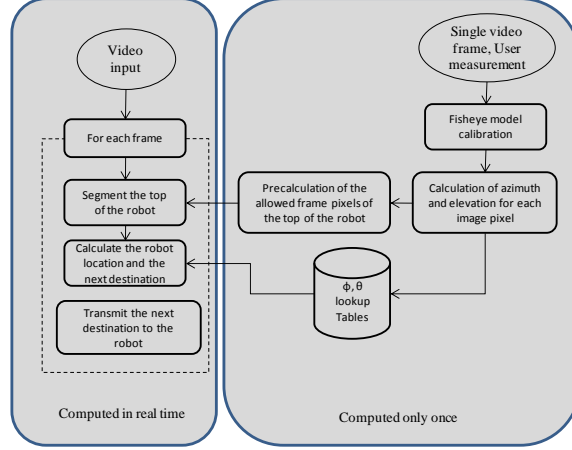 Video
input
For each frame
Segment the top
of the robot
Calculate the robot
location and the
next destination
Transmit the next
destination to the
robot
Computed in real time
Single video
frame, User
measurement
Fisheye model
calibration
Precalculation of the
allowed frame pixels of
the top of the robot
Calculation of azimuth
and elevation for each
image pixel
ϕ, θ
lookup
Tables
Computed only once